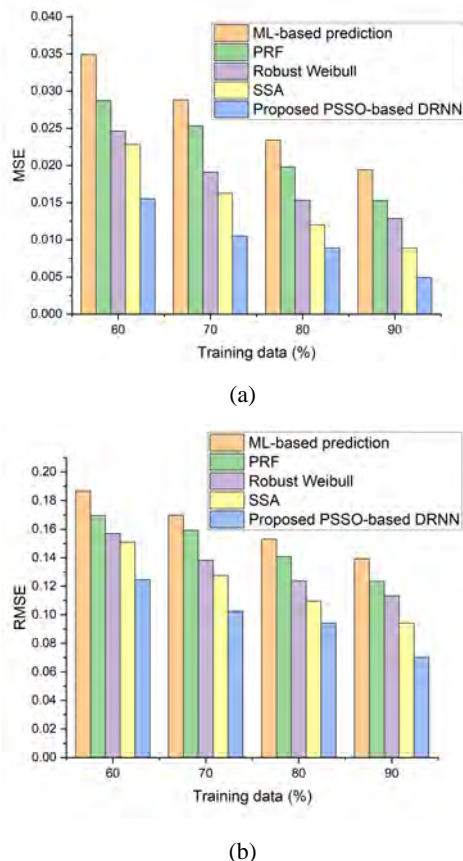 0.040
0.035
0.030
0.025
0.020
0.015
0.010
0.005
0.000
MSE
ML-based prediction
PRF
Robust Weibull
SSA
Proposed PSSO-based DRNN
60 70 80 90
Training data (%)
(a)
0.20
0.18
0.16
0.14
0.12
0.10
0.08
0.06
0.04
0.02
0.00
RMSE
ML-based prediction
PRF
Robust Weibull
SSA
Proposed PSSO-based DRNN
60 70 80 90
Training data (%)
(b)